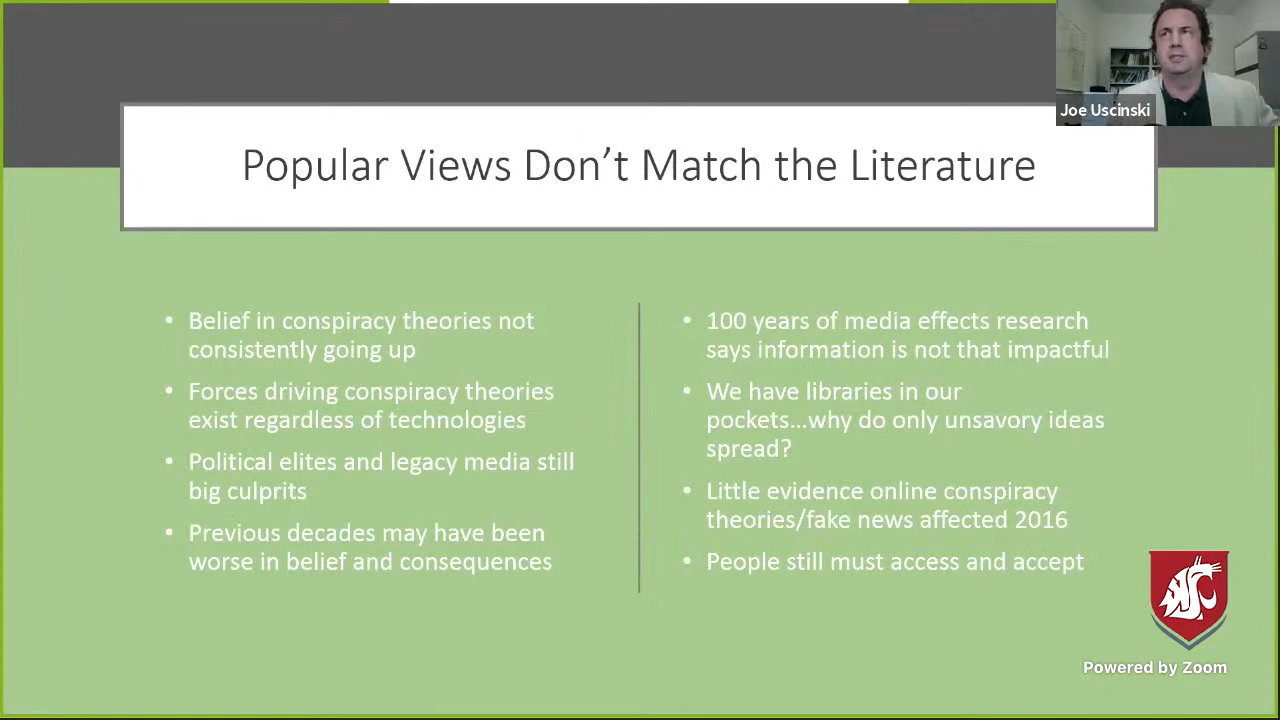 Joe Uscinski
Popular Views Don’t Match the Literature
• Belief in conspiracy theories not
consistently going up
• Forces driving conspiracy theories
exist regardless of technologies
• Political elites and legacy media still
big culprits
• Previous decades may have been
worse in belief and consequences
• 100 years of media effects research
says information is not that impactful
• We have libraries in our
pockets…why do only unsavory ideas
spread?
• Little evidence online conspiracy
theories/fake news affected 2016
• People still must access and accept
Powered by Zoom